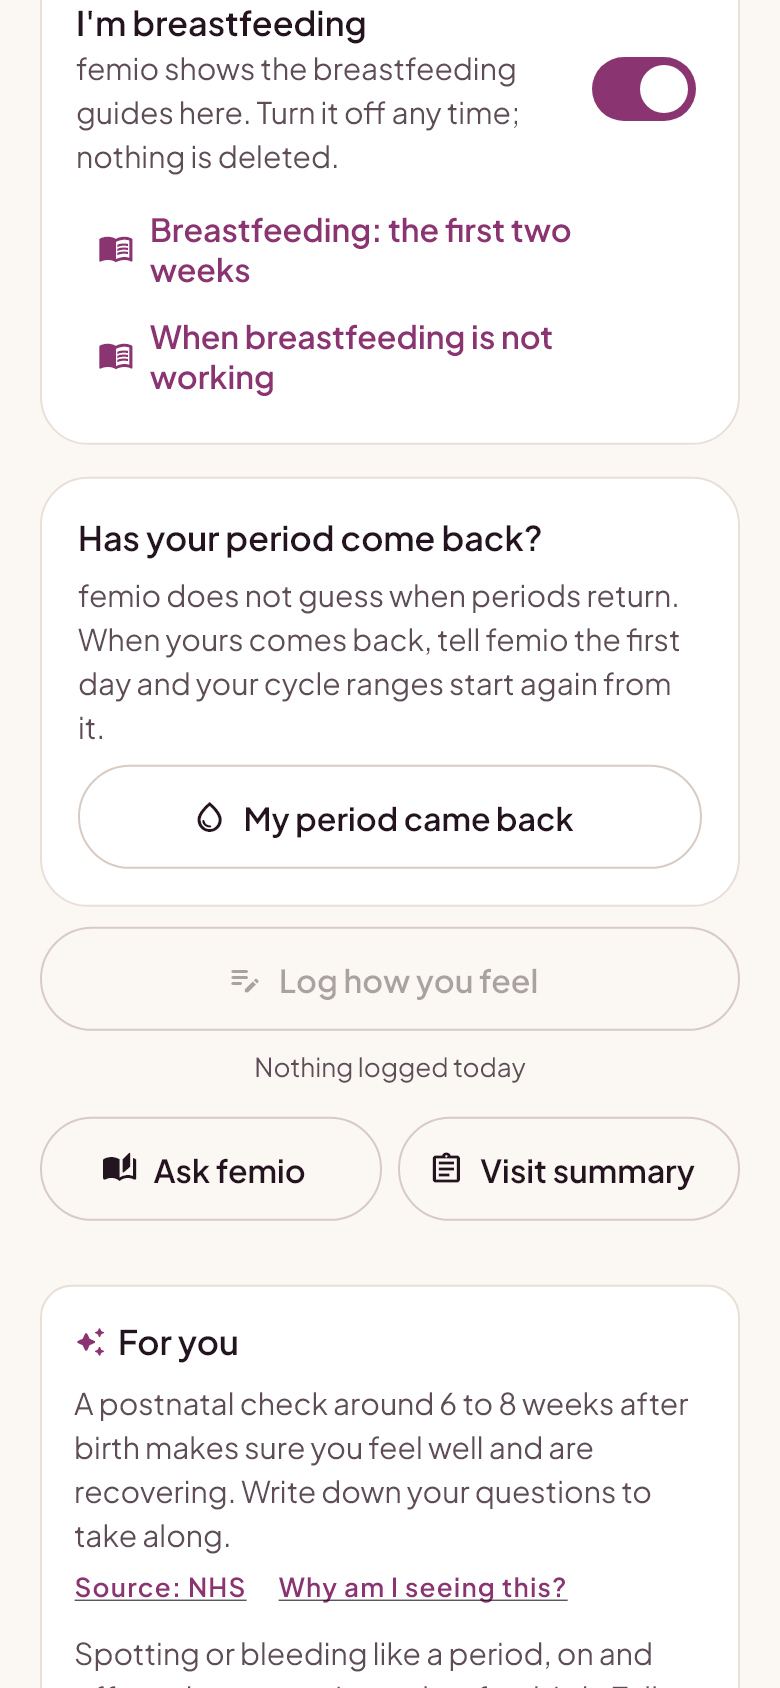 I'm breastfeeding
femio shows the breastfeeding
guides here. Turn it off any time;
nothing is deleted.
Breastfeeding: the first two
weeks
When breastfeeding is not
working
Has your period come back?
femio does not guess when periods return.
When yours comes back, tell femio the first
day and your cycle ranges start again from
it.
My period came back
Log how you feel
Nothing logged today
Ask femio
Visit summary
For you
A postnatal check around 6 to 8 weeks after
birth makes sure you feel well and are
recovering. Write down your questions to
take along.
Source: NHS Why am I seeing this?
Spotting or bleeding like a period, on and